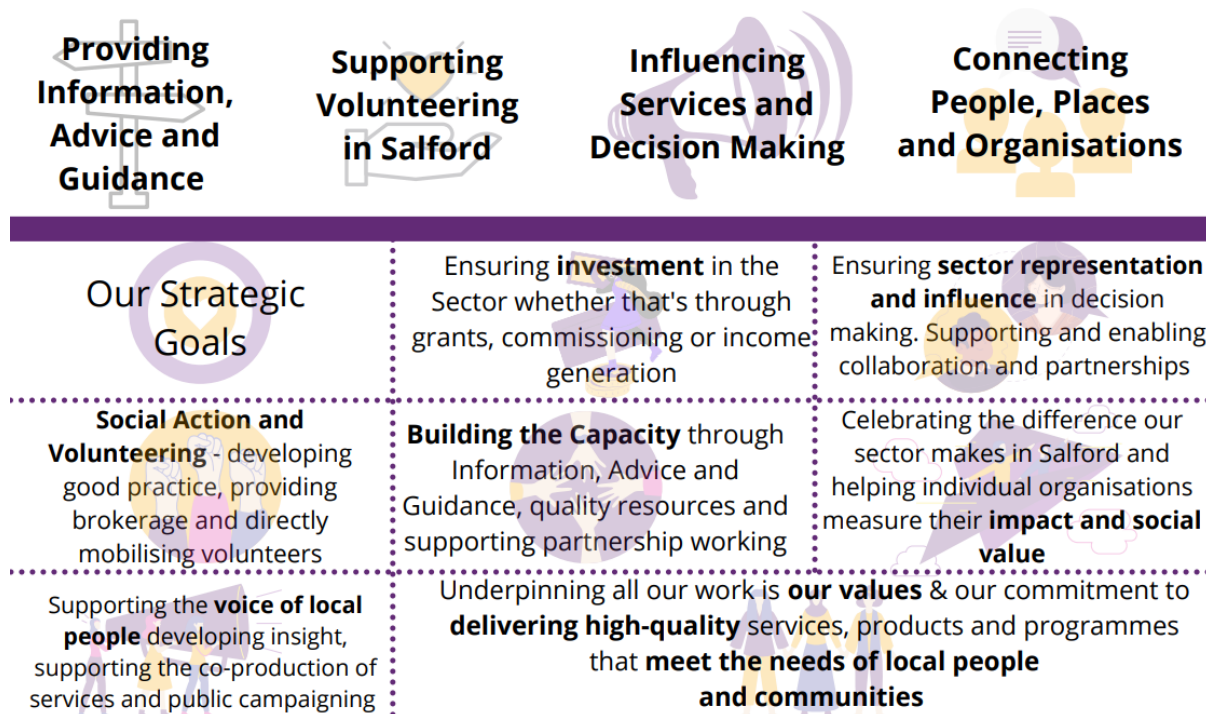 Providing
Information,
Advice and
Guidance
Supporting
Volunteering
in Salford
Influencing
Services and
Decision Making
Connecting
People, Places
and Organisations
Our Strategic
Goals
Ensuring investment in the
Sector whether that's through
grants, commissioning or income
generation
Ensuring sector representation
and influence in decision
making. Supporting and enabling
collaboration and partnerships
Social Action and
Volunteering - developing
good practice, providing
brokerage and directly
mobilising volunteers
Building the Capacity through
Information, Advice and
Guidance, quality resources and
supporting partnership working
Celebrating the difference our
sector makes in Salford and
helping individual organisations
measure their impact and social
value
Supporting the voice of local
people developing insight,
supporting the co-production of
services and public campaigning
Underpinning all our work is our values & our commitment to
delivering high-quality services, products and programmes
that meet the needs of local people
and communities